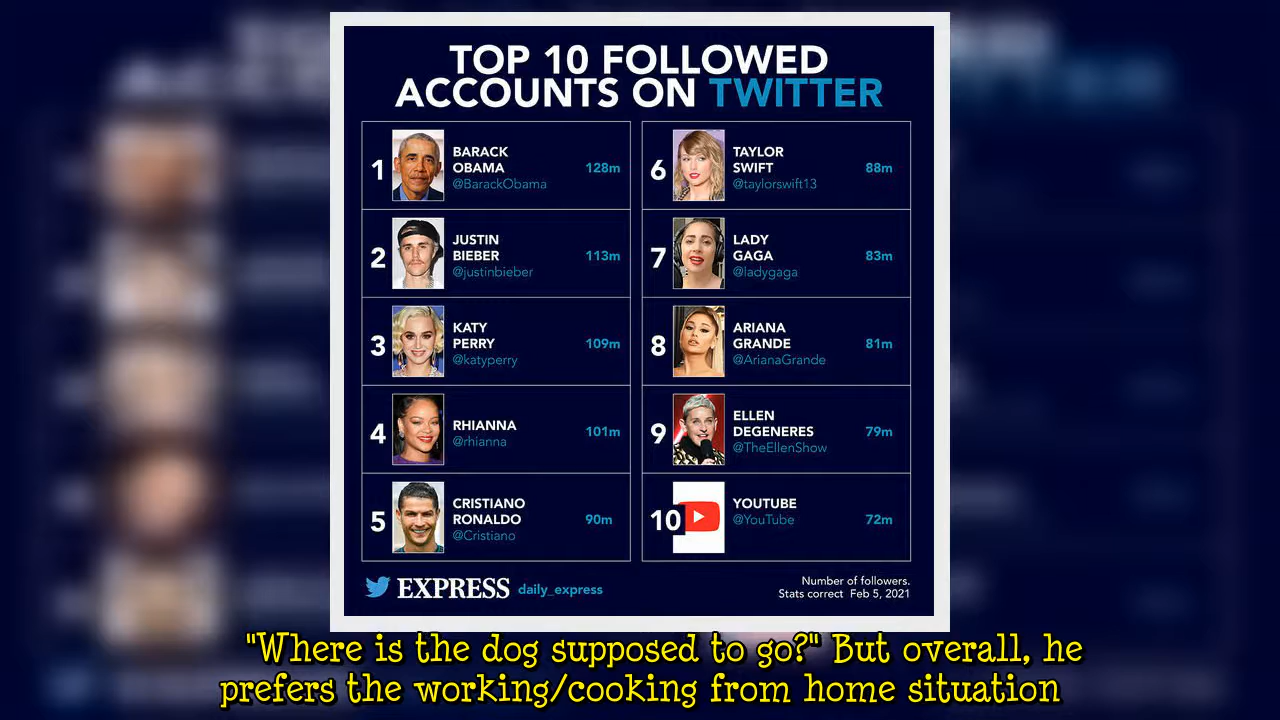 TOP 10 FOLLOWED
ACCOUNTS ON TWITTER
1
BARACK
OBAMA
@BarackObama
128m
2
JUSTIN
BIEBER
@justinbieber
113m
3
KATY
PERRY
@katyperry
109m
4
RHIANNA
@rhianna
101m
5
CRISTIANO
RONALDO
@Cristiano
90m
6
TAYLOR
SWIFT
@taylorswift13
88m
7
LADY
GAGA
@ladygaga
83m
8
ARIANA
GRANDE
@ArianaGrande
81m
9
ELLEN
DEGENERES
@TheEllenShow
79m
10
YOUTUBE
@YouTube
72m
EXPRESS daily_express
Number of followers.
Stats correct Feb 5, 2021
"Where is the dog supposed to go?" But overall, he
prefers the working/cooking from home situation